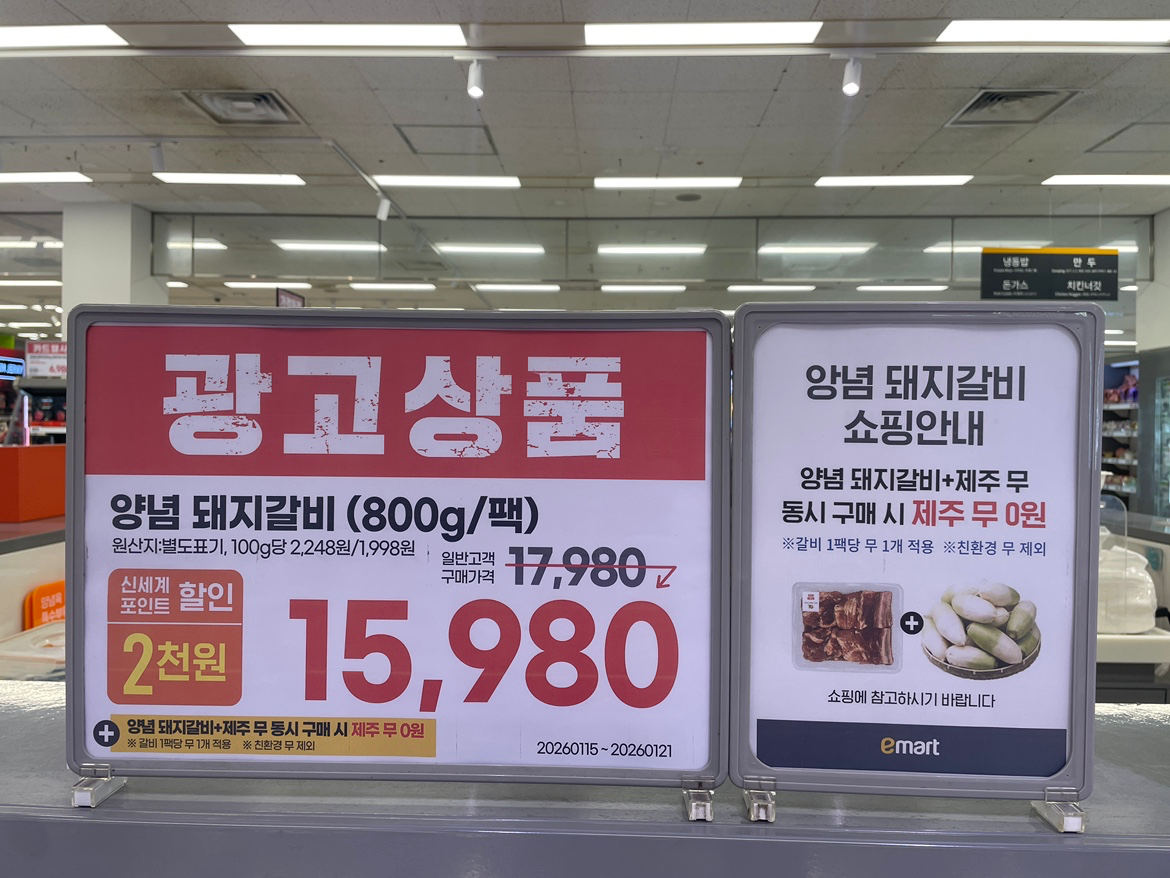 광고상품
양념 돼지갈비 (800g/팩)
원산지:별도표기, 100g당 2,248원/1,998원
일반고객
구매가격
17,980
신세계
포인트 할인
2천원
15,980
+ 양념 돼지갈비+제주 무 동시 구매 시 제주 무 0원
※ 갈비 1팩당 무 1개 적용 ※ 친환경 무 제외
20260115 ~ 20260121
양념 돼지갈비
쇼핑안내
양념 돼지갈비+제주 무
동시 구매 시 제주 무 0원
※갈비 1팩당 무 1개 적용 ※친환경 무 제외
+
쇼핑에 참고하시기 바랍니다
emart
냉동밥
만 두
돈가스
치킨너깃